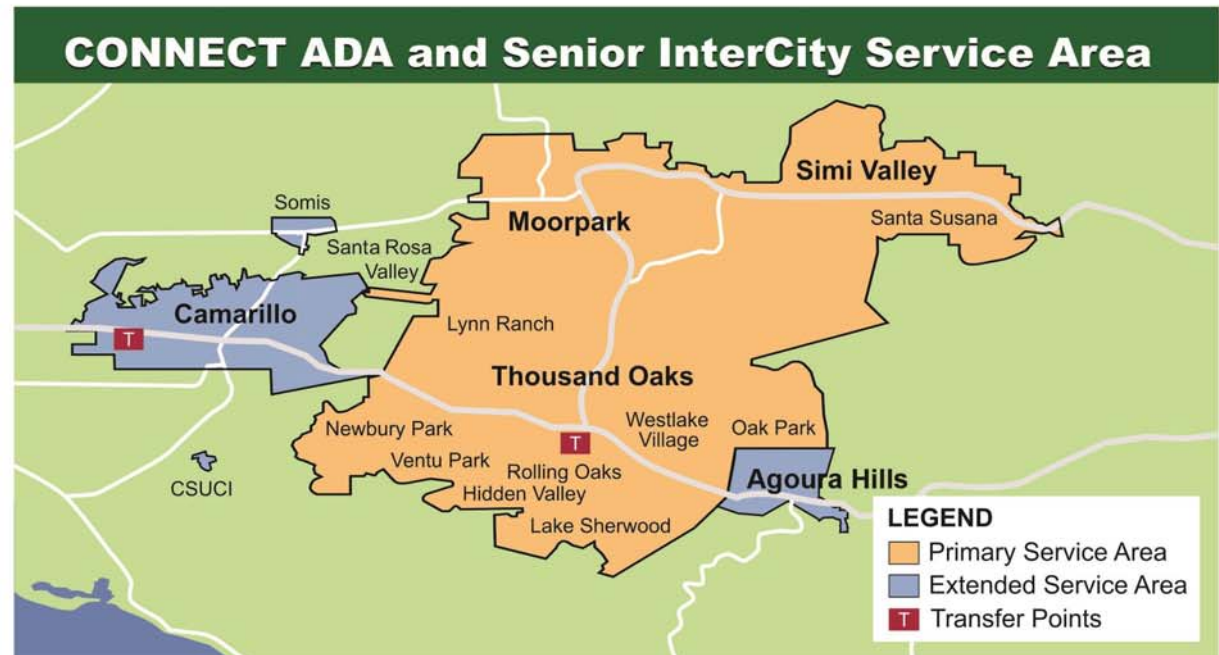 CONNECT ADA and Senior InterCity Service Area
Simi Valley
Somis
Moorpark
Santa Susana
Santa Rosa
Valley
Camarillo
T
Lynn Ranch
Thousand Oaks
Newbury Park
Westlake
Village
Oak Park
T
Ventu Park
Rolling Oaks
CSUCI
Hidden Valley
Agoura Hills
Lake Sherwood
LEGEND
Primary Service Area
Extended Service Area
T Transfer Points